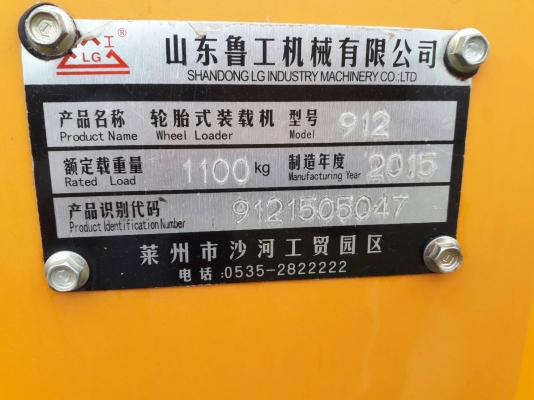 工
LG
®
山东鲁工机械有限公司
SHANDONG LG INDUSTRY MACHINERY CO.;LTD
产品名称 轮胎式装载机 型号 912
Product Name Wheel Loader Model
额定载重量 1100kg 制造年度 2015
Rated Load Manufacturing Year
产品识别代码 9121505047
Product Identification Number
莱州市沙河工贸园区
电话:0535-2822222